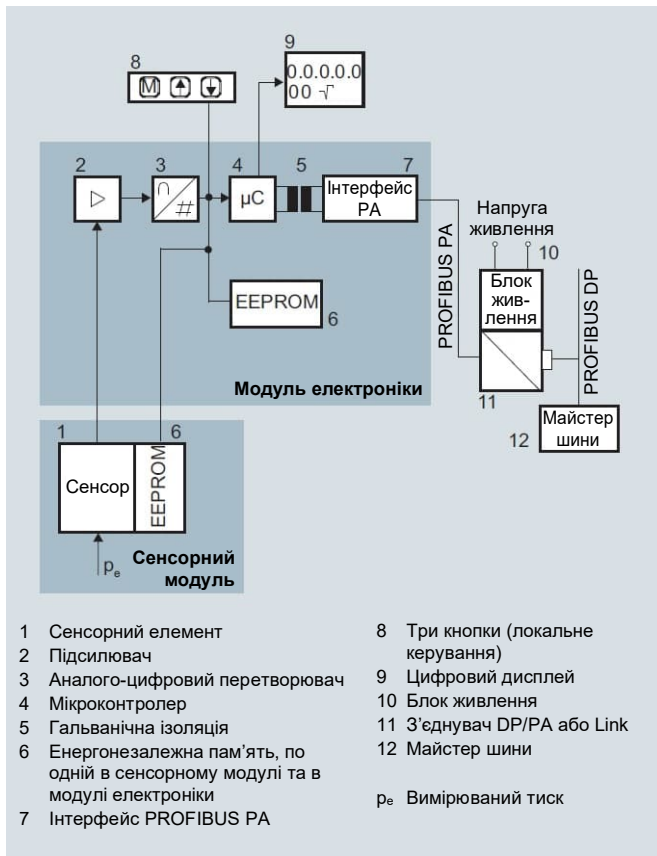 9
8
0.0.0.0.0
00 √
M
2
3
4
5
7
µC
Інтерфейс
PA
Напруга
живлення
10
EEPROM
6
PROFIBUS PA
Блок
жив-
лення
PROFIBUS DP
Модуль електроніки
11
Майстер
шини
12
1
6
Сенсор
EEPROM
Сенсорний
модуль
pe
1 Сенсорний елемент
2 Підсилювач
3 Аналого-цифровий перетворювач
4 Мікроконтролер
5 Гальванічна ізоляція
6 Енергонезалежна пам’ять, по
одній в сенсорному модулі та в
модулі електроніки
7 Інтерфейс PROFIBUS PA
8 Три кнопки (локальне
керування)
9 Цифровий дисплей
10 Блок живлення
11 З’єднувач DP/PA або Link
12 Майстер шини
pe Вимірюваний тиск